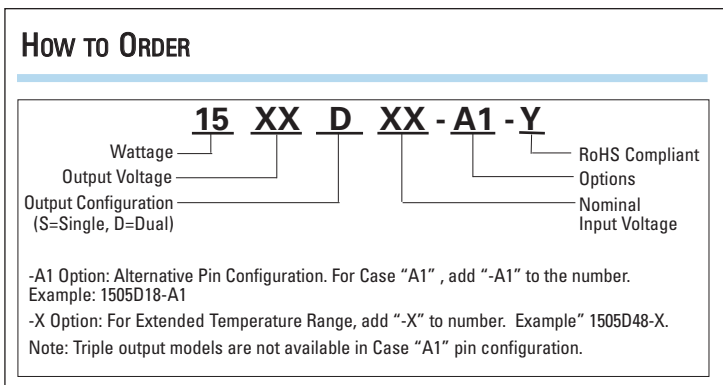 HOW TO ORDER
15 XX D XX - A1 - Y
Wattage
Output Voltage
Output Configuration
(S=Single, D=Dual)
RoHS Compliant
Options
Nominal
Input Voltage
-A1 Option: Alternative Pin Configuration. For Case “A1” , add “-A1” to the number.
Example: 1505D18-A1
-X Option: For Extended Temperature Range, add “-X” to number. Example” 1505D48-X.
Note: Triple output models are not available in Case “A1” pin configuration.